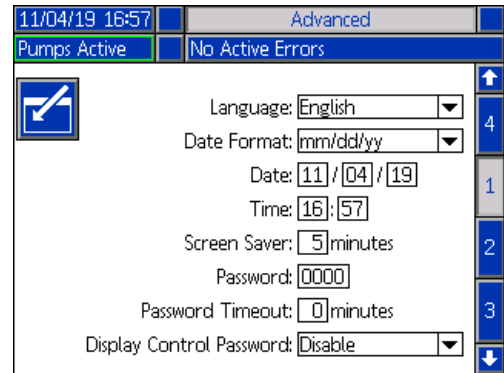 11/04/19 16:57 Advanced
Pumps Active No Active Errors
Language: English
4
Date Format: mm/dd/yy
Date: 11 / 04 / 19
1
Time: 16 : 57
Screen Saver: 5 minutes
2
Password: 0000
Password Timeout: 0 minutes
3
Display Control Password: Disable